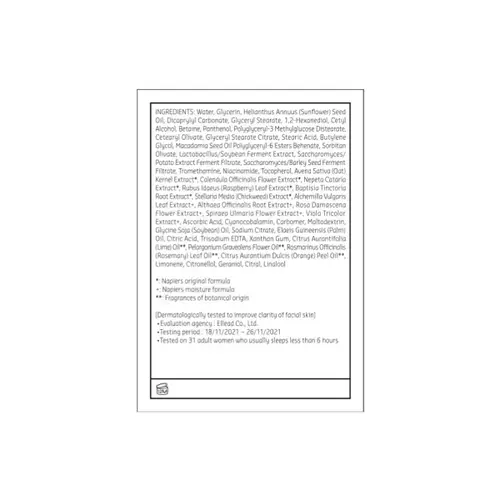 INGREDIENTS: Water, Glycerin, Helianthus Annuus (Sunflower) Seed
Oil, Dicaprylyl Carbonate, Glyceryl Stearate, 1,2-Hexanediol, Cetyl
Alcohol, Betaine, Panthenol, Polyglyceryl-3 Methylglucose Distearate,
Cetearyl Olivate, Glyceryl Stearate Citrate, Stearic Acid, Butylene
Glycol, Macadamia Seed Oil Polyglyceryl-6 Esters Behenate, Sorbitan
Olivate, Lactobacillus/Soybean Ferment Extract, Saccharomyces/
Potato Extract Ferment Filtrate, Saccharomyces/Barley Seed Ferment
Filtrate, Tromethamine, Niacinamide, Tocopherol, Avena Sativa (Oat)
Kernel Extract*, Calendula Officinalis Flower Extract*, Nepeta Cataria
Extract*, Rubus Idaeus (Raspberry) Leaf Extract*, Baptisia Tinctoria
Root Extract*, Stellaria Media (Chickweed) Extract*, Alchemilla Vulgaris
Leaf Extract+, Althaea Officinalis Root Extract+, Rosa Damascena
Flower Extract+, Spiraea Ulmaria Flower Extract+, Viola Tricolor
Extract+, Ascorbic Acid, Cyanocobalamin, Carbomer, Maltodextrin,
Glycine Soja (Soybean) Oil, Sodium Citrate, Elaeis Guineensis (Palm)
Oil, Citric Acid, Trisodium EDTA, Xanthan Gum, Citrus Aurantifolia
(Lime) Oil**, Pelargonium Graveolens Flower Oil**, Rosmarinus Officinalis
(Rosemary) Leaf Oil**, Citrus Aurantium Dulcis (Orange) Peel Oil**,
Limonene, Citronellol, Geraniol, Citral, Linalool
*: Napiers original formula
+: Napiers moisture formula
**: Fragrances of botanical origin
[Dermatologically tested to improve clarity of facial skin]
•Evaluation agency : Ellead Co., Ltd.
•Testing period : 18/11/2021 ~ 26/11/2021
•Tested on 31 adult women who usually sleeps less than 6 hours